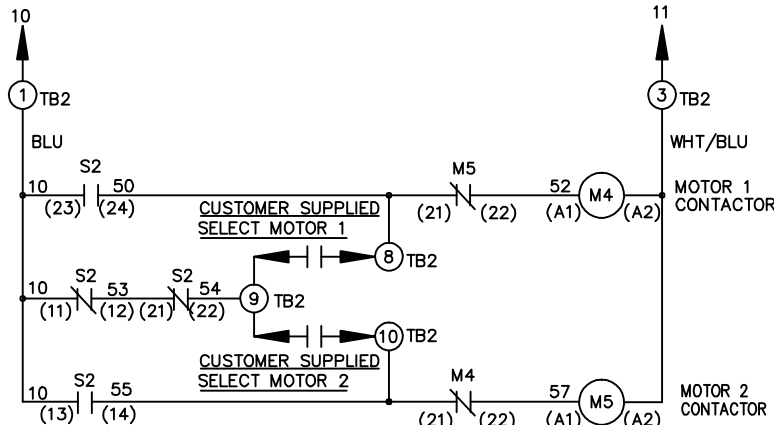 10 11
1 TB2 3 TB2
BLU WHT/BLU
S2 M5
10 50 52 M4 MOTOR 1
(23) (24) (21) (22) (A1) (A2) CONTACTOR
CUSTOMER SUPPLIED
SELECT MOTOR 1
8 TB2
S2 S2
53 54
10 9 TB2
(11) (12) (21) (22)
10 TB2
CUSTOMER SUPPLIED
SELECT MOTOR 2
S2 M4
10 55 57 M5 MOTOR 2
(13) (14) (21) (22) (A1) (A2) CONTACTOR